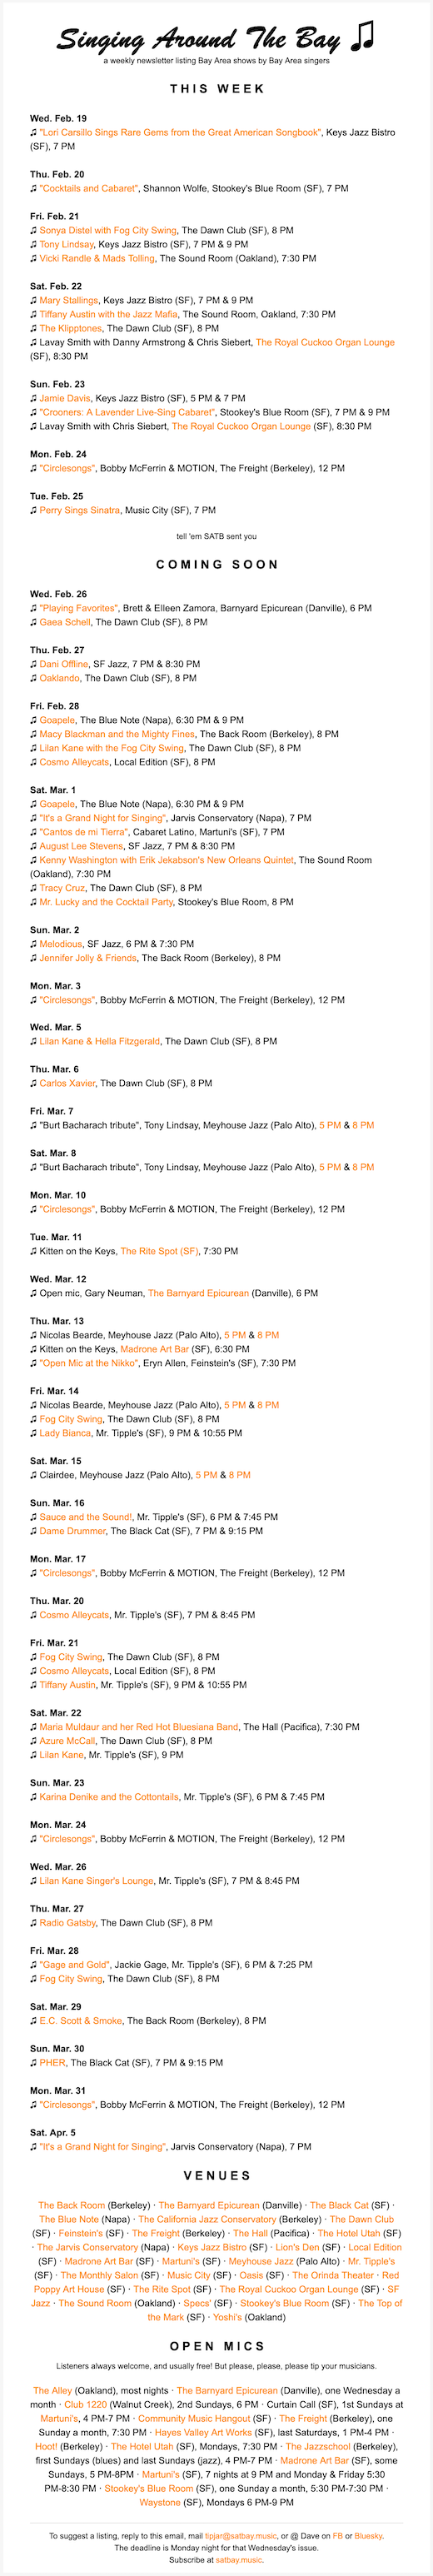 Singing Around The Bay
a weekly newsletter listing Bay Area shows by Bay Area singers
THIS WEEK
Wed. Feb. 19
♫ "Lori Carsillo Sings Rare Gems from the Great American Songbook", Keys Jazz Bistro
(SF), 7 PM
Thu. Feb. 20
♫ "Cocktails and Cabaret", Shannon Wolfe, Stookey's Blue Room (SF), 7 PM
Fri. Feb. 21
♫ Sonya Distel with Fog City Swing, The Dawn Club (SF), 8 PM
♫ Tony Lindsay, Keys Jazz Bistro (SF), 7 PM & 9 PM
♫ Vicki Randle & Mads Tolling, The Sound Room (Oakland), 7:30 PM
Sat. Feb. 22
♫ Mary Stallings, Keys Jazz Bistro (SF), 7 PM & 9 PM
♫ Tiffany Austin with the Jazz Mafia, The Sound Room, Oakland, 7:30 PM
♫ The Klipptones, The Dawn Club (SF), 8 PM
♫ Lavay Smith with Danny Armstrong & Chris Siebert, The Royal Cuckoo Organ Lounge
(SF), 8:30 PM
Sun. Feb. 23
♫ Jamie Davis, Keys Jazz Bistro (SF), 5 PM & 7 PM
♫ "Crooners: A Lavender Live-Sing Cabaret", Stookey's Blue Room (SF), 7 PM & 9 PM
♫ Lavay Smith with Chris Siebert, The Royal Cuckoo Organ Lounge (SF), 8:30 PM
Mon. Feb. 24
♫ "Circlesongs", Bobby McFerrin & MOTION, The Freight (Berkeley), 12 PM
Tue. Feb. 25
♫ Perry Sings Sinatra, Music City (SF), 7 PM
tell 'em SATB sent you
COMING SOON
Wed. Feb. 26
♫ "Playing Favorites", Brett & Elleen Zamora, Barnyard Epicurean (Danville), 6 PM
♫ Gaea Schell, The Dawn Club (SF), 8 PM
Thu. Feb. 27
♫ Dani Offline, SF Jazz, 7 PM & 8:30 PM
♫ Oaklando, The Dawn Club (SF), 8 PM
Fri. Feb. 28
♫ Goapele, The Blue Note (Napa), 6:30 PM & 9 PM
♫ Macy Blackman and the Mighty Fines, The Back Room (Berkeley), 8 PM
♫ Lilan Kane with the Fog City Swing, The Dawn Club (SF), 8 PM
♫ Cosmo Alleycats, Local Edition (SF), 8 PM
Sat. Mar. 1
♫ Goapele, The Blue Note (Napa), 6:30 PM & 9 PM
♫ "It's a Grand Night for Singing", Jarvis Conservatory (Napa), 7 PM
♫ "Cantos de mi Tierra", Cabaret Latino, Martuni's (SF), 7 PM
♫ August Lee Stevens, SF Jazz, 7 PM & 8:30 PM
♫ Kenny Washington with Erik Jekabson's New Orleans Quintet, The Sound Room
(Oakland), 7:30 PM
♫ Tracy Cruz, The Dawn Club (SF), 8 PM
♫ Mr. Lucky and the Cocktail Party, Stookey's Blue Room, 8 PM
Sun. Mar. 2
♫ Melodious, SF Jazz, 6 PM & 7:30 PM
♫ Jennifer Jolly & Friends, The Back Room (Berkeley), 8 PM
Mon. Mar. 3
♫ "Circlesongs", Bobby McFerrin & MOTION, The Freight (Berkeley), 12 PM
Wed. Mar. 5
♫ Lilan Kane & Hella Fitzgerald, The Dawn Club (SF), 8 PM
Thu. Mar. 6
♫ Carlos Xavier, The Dawn Club (SF), 8 PM
Fri. Mar. 7
♫ "Burt Bacharach tribute", Tony Lindsay, Meyhouse Jazz (Palo Alto), 5 PM & 8 PM
Sat. Mar. 8
♫ "Burt Bacharach tribute", Tony Lindsay, Meyhouse Jazz (Palo Alto), 5 PM & 8 PM
Mon. Mar. 10
♫ "Circlesongs", Bobby McFerrin & MOTION, The Freight (Berkeley), 12 PM
Tue. Mar. 11
♫ Kitten on the Keys, The Rite Spot (SF), 7:30 PM
Wed. Mar. 12
♫ Open mic, Gary Neuman, The Barnyard Epicurean (Danville), 6 PM
Thu. Mar. 13
♫ Nicolas Bearde, Meyhouse Jazz (Palo Alto), 5 PM & 8 PM
♫ Kitten on the Keys, Madrone Art Bar (SF), 6:30 PM
♫ "Open Mic at the Nikko", Eryn Allen, Feinstein's (SF), 7:30 PM
Fri. Mar. 14
♫ Nicolas Bearde, Meyhouse Jazz (Palo Alto), 5 PM & 8 PM
♫ Fog City Swing, The Dawn Club (SF), 8 PM
♫ Lady Bianca, Mr. Tipple's (SF), 9 PM & 10:55 PM
Sat. Mar. 15
♫ Clairdee, Meyhouse Jazz (Palo Alto), 5 PM & 8 PM
Sun. Mar. 16
♫ Sauce and the Sound!, Mr. Tipple's (SF), 6 PM & 7:45 PM
♫ Dame Drummer, The Black Cat (SF), 7 PM & 9:15 PM
Mon. Mar. 17
♫ "Circlesongs", Bobby McFerrin & MOTION, The Freight (Berkeley), 12 PM
Thu. Mar. 20
♫ Cosmo Alleycats, Mr. Tipple's (SF), 7 PM & 8:45 PM
Fri. Mar. 21
♫ Fog City Swing, The Dawn Club (SF), 8 PM
♫ Cosmo Alleycats, Local Edition (SF), 8 PM
♫ Tiffany Austin, Mr. Tipple's (SF), 9 PM & 10:55 PM
Sat. Mar. 22
♫ Maria Muldaur and her Red Hot Bluesiana Band, The Hall (Pacifica), 7:30 PM
♫ Azure McCall, The Dawn Club (SF), 8 PM
♫ Lilan Kane, Mr. Tipple's (SF), 9 PM
Sun. Mar. 23
♫ Karina Denike and the Cottontails, Mr. Tipple's (SF), 6 PM & 7:45 PM
Mon. Mar. 24
♫ "Circlesongs", Bobby McFerrin & MOTION, The Freight (Berkeley), 12 PM
Wed. Mar. 26
♫ Lilan Kane Singer's Lounge, Mr. Tipple's (SF), 7 PM & 8:45 PM
Thu. Mar. 27
♫ Radio Gatsby, The Dawn Club (SF), 8 PM
Fri. Mar. 28
♫ "Gage and Gold", Jackie Gage, Mr. Tipple's (SF), 6 PM & 7:25 PM
♫ Fog City Swing, The Dawn Club (SF), 8 PM
Sat. Mar. 29
♫ E.C. Scott & Smoke, The Back Room (Berkeley), 8 PM
Sun. Mar. 30
♫ PHER, The Black Cat (SF), 7 PM & 9:15 PM
Mon. Mar. 31
♫ "Circlesongs", Bobby McFerrin & MOTION, The Freight (Berkeley), 12 PM
Sat. Apr. 5
♫ "It's a Grand Night for Singing", Jarvis Conservatory (Napa), 7 PM
VENUES
The Back Room (Berkeley) · The Barnyard Epicurean (Danville) · The Black Cat (SF) ·
The Blue Note (Napa) · The California Jazz Conservatory (Berkeley) · The Dawn Club
(SF) · Feinstein's (SF) · The Freight (Berkeley) · The Hall (Pacifica) · The Hotel Utah (SF)
· The Jarvis Conservatory (Napa) · Keys Jazz Bistro (SF) · Lion's Den (SF) · Local Edition
(SF) · Madrone Art Bar (SF) · Martuni's (SF) · Meyhouse Jazz (Palo Alto) · Mr. Tipple's
(SF) · The Monthly Salon (SF) · Music City (SF) · Oasis (SF) · The Orinda Theater · Red
Poppy Art House (SF) · The Rite Spot (SF) · The Royal Cuckoo Organ Lounge (SF) · SF
Jazz · The Sound Room (Oakland) · Specs' (SF) · Stookey's Blue Room (SF) · The Top of
the Mark (SF) · Yoshi's (Oakland)
OPEN MICS
Listeners always welcome, and usually free! But please, please, please tip your musicians.
The Alley (Oakland), most nights · The Barnyard Epicurean (Danville), one Wednesday a
month · Club 1220 (Walnut Creek), 2nd Sundays, 6 PM · Curtain Call (SF), 1st Sundays at
Martuni's, 4 PM-7 PM · Community Music Hangout (SF) · The Freight (Berkeley), one
Sunday a month, 7:30 PM · Hayes Valley Art Works (SF), last Saturdays, 1 PM-4 PM ·
Hoot! (Berkeley) · The Hotel Utah (SF), Mondays, 7:30 PM · The Jazzschool (Berkeley),
first Sundays (blues) and last Sundays (jazz), 4 PM-7 PM · Madrone Art Bar (SF), some
Sundays, 5 PM-8PM · Martuni's (SF), 7 nights at 9 PM and Monday & Friday 5:30
PM-8:30 PM · Stookey's Blue Room (SF), one Sunday a month, 5:30 PM-7:30 PM ·
Waystone (SF), Mondays 6 PM-9 PM
To suggest a listing, reply to this email, mail tipjar@satbay.music, or @ Dave on FB or Bluesky.
The deadline is Monday night for that Wednesday's issue.
Subscribe at satbay.music.